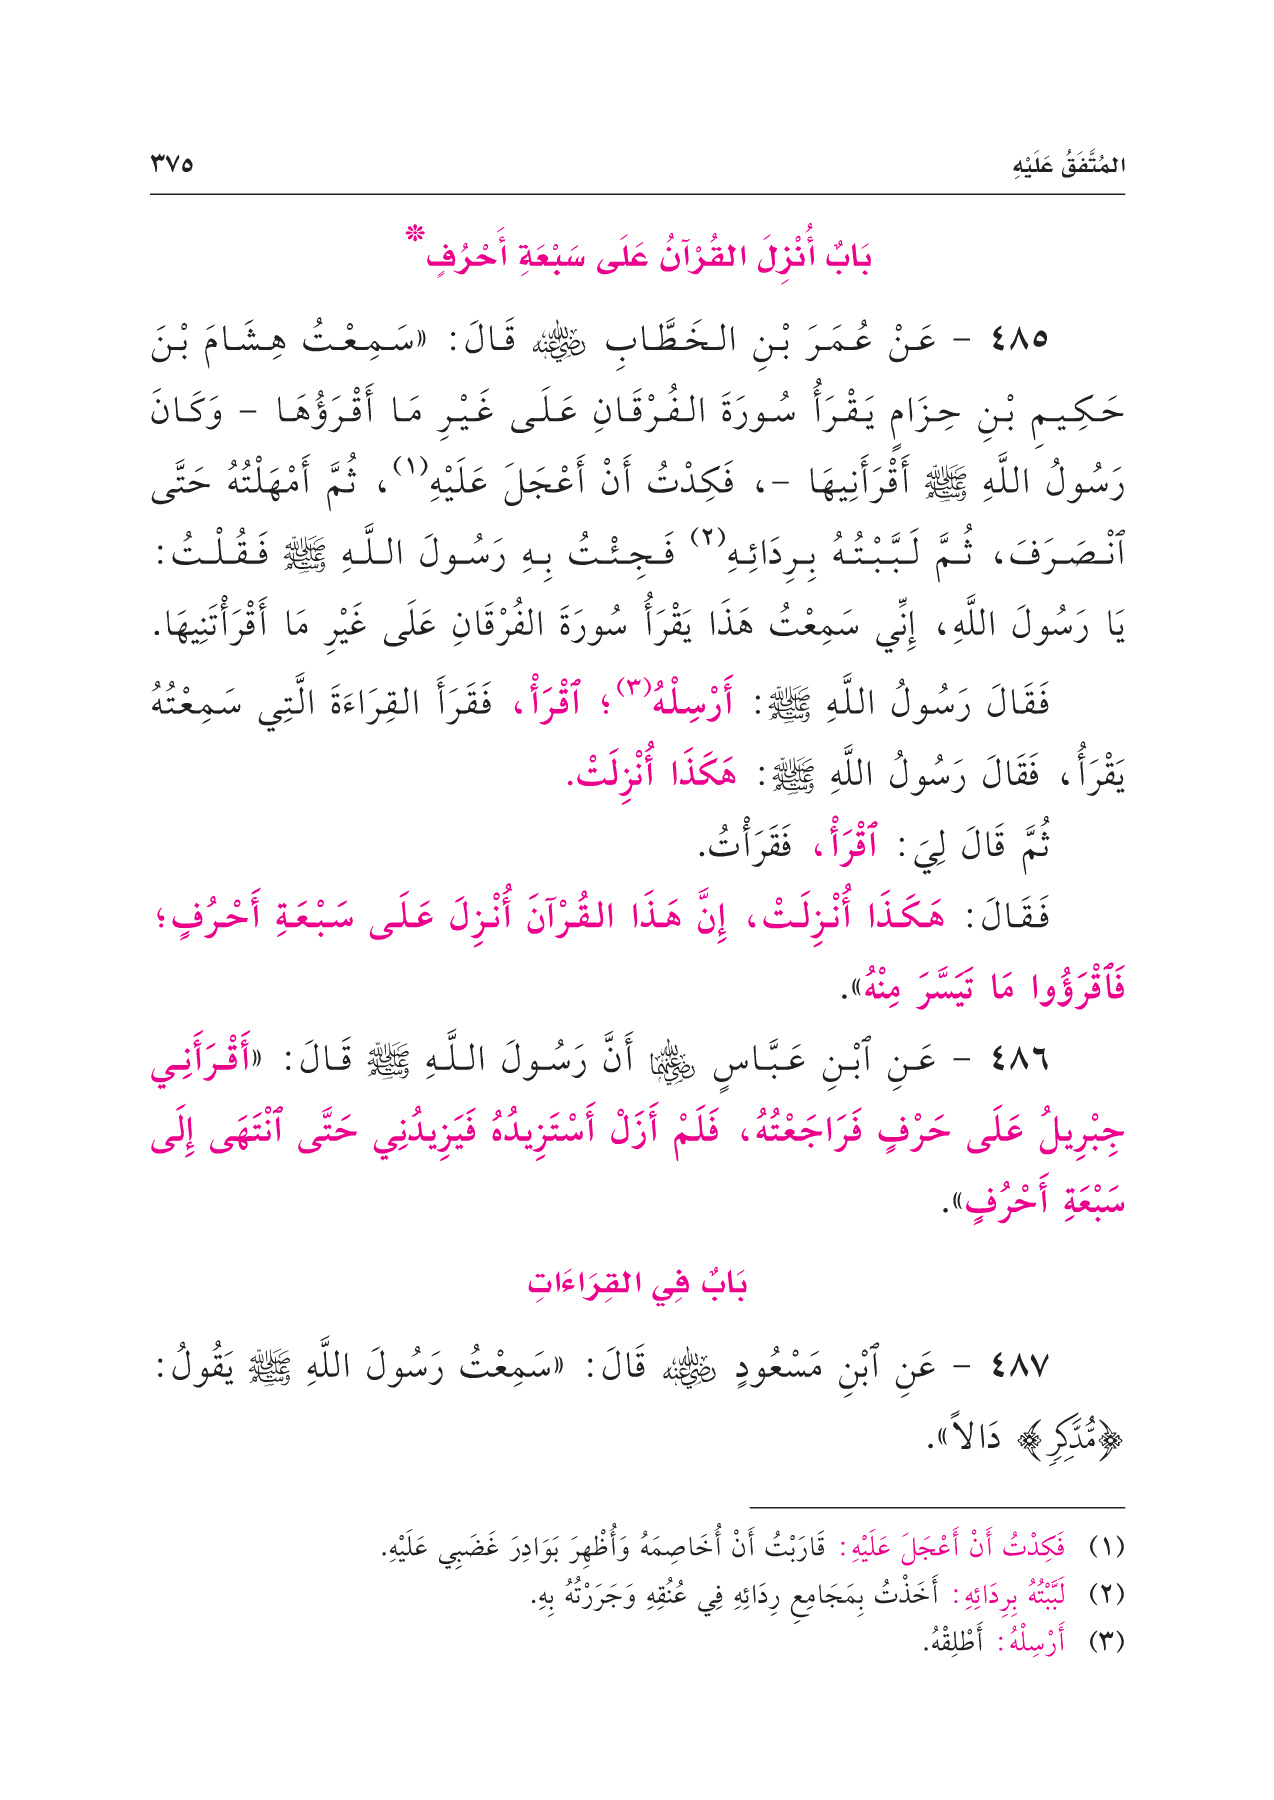 المُتَّفَقُ عَلَيْهِ ٣٧٥
بَابٌ أُنْزِلَ القُرْآنُ عَلَى سَبْعَةِ أَحْرُفٍ*
٤٨٥ - عَنْ عُمَرَ بْنِ الخَطَّابِ ﵁ قَالَ: «سَمِعْتُ هِشَامَ بْنَ
حَكِيمِ بْنِ حِزَامٍ يَقْرَأُ سُورَةَ الفُرْقَانِ عَلَى غَيْرِ مَا أَقْرَؤُهَا - وَكَانَ
رَسُولُ اللَّهِ ﷺ أَقْرَأَنِيهَا -، فَكِدْتُ أَنْ أَعْجَلَ عَلَيْهِ(١)، ثُمَّ أَمْهَلْتُهُ حَتَّى
ٱنْصَرَفَ، ثُمَّ لَبَّبْتُهُ بِرِدَائِهِ(٢) فَجِئْتُ بِهِ رَسُولَ اللَّهِ ﷺ فَقُلْتُ:
يَا رَسُولَ اللَّهِ، إِنِّي سَمِعْتُ هَذَا يَقْرَأُ سُورَةَ الفُرْقَانِ عَلَى غَيْرِ مَا أَقْرَأْتَنِيهَا.
فَقَالَ رَسُولُ اللَّهِ ﷺ: أَرْسِلْهُ(٣)؛ ٱقْرَأْ، فَقَرَأَ القِرَاءَةَ الَّتِي سَمِعْتُهُ
يَقْرَأُ، فَقَالَ رَسُولُ اللَّهِ ﷺ: هَكَذَا أُنْزِلَتْ.
ثُمَّ قَالَ لِيَ: ٱقْرَأْ، فَقَرَأْتُ.
فَقَالَ: هَكَذَا أُنْزِلَتْ، إِنَّ هَذَا القُرْآنَ أُنْزِلَ عَلَى سَبْعَةِ أَحْرُفٍ؛
فَٱقْرَؤُوا مَا تَيَسَّرَ مِنْهُ».
٤٨٦ - عَنِ ٱبْنِ عَبَّاسٍ ﵄ أَنَّ رَسُولَ اللَّهِ ﷺ قَالَ: «أَقْرَأَنِي
جِبْرِيلُ عَلَى حَرْفٍ فَرَاجَعْتُهُ، فَلَمْ أَزَلْ أَسْتَزِيدُهُ فَيَزِيدُنِي حَتَّى ٱنْتَهَى إِلَى
سَبْعَةِ أَحْرُفٍ».
بَابٌ فِي القِرَاءَاتِ
٤٨٧ - عَنِ ٱبْنِ مَسْعُودٍ ﵁ قَالَ: «سَمِعْتُ رَسُولَ اللَّهِ ﷺ يَقُولُ:
﴿مُّدَّكِرٍ﴾ دَالاً».
(١) فَكِدْتُ أَنْ أَعْجَلَ عَلَيْهِ: قَارَبْتُ أَنْ أُخَاصِمَهُ وَأُظْهِرَ بَوَادِرَ غَضَبِي عَلَيْهِ.
(٢) لَبَّبْتُهُ بِرِدَائِهِ: أَخَذْتُ بِمَجَامِعِ رِدَائِهِ فِي عُنُقِهِ وَجَرَرْتُهُ بِهِ.
(٣) أَرْسِلْهُ: أَطْلِقْهُ.